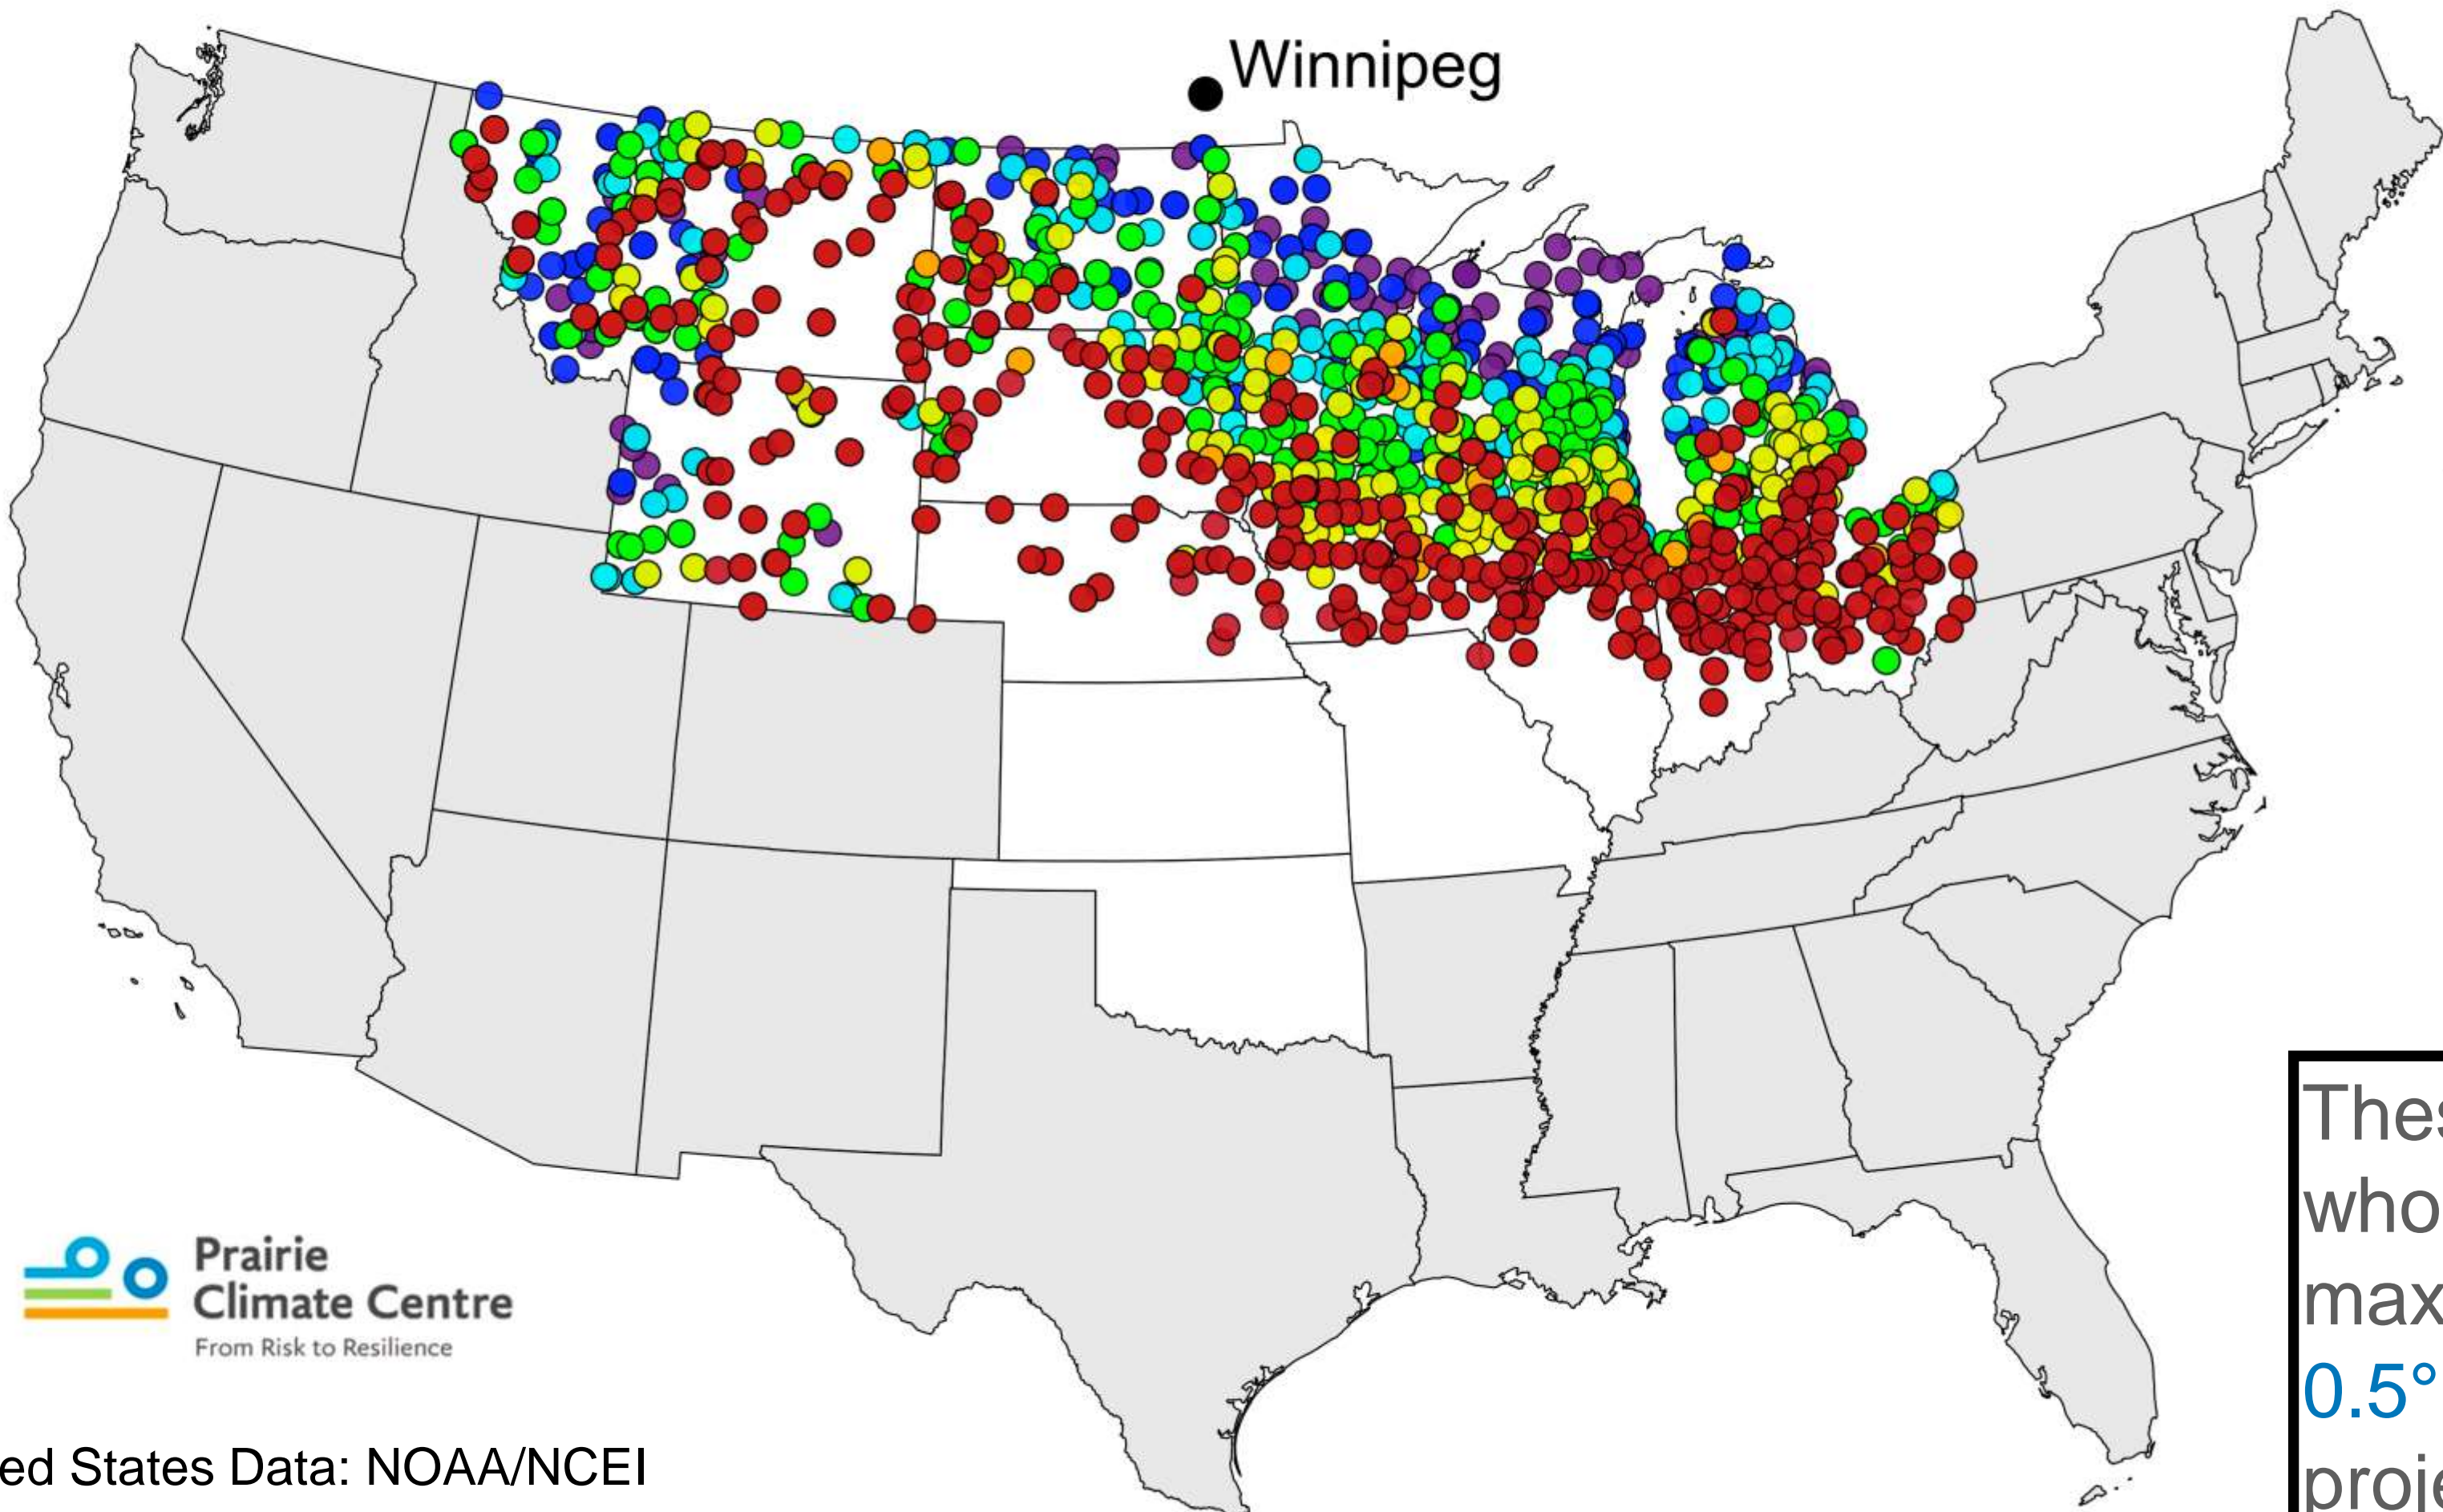 Winnipeg
Prairie
Climate Centre
From Risk to Resilience
ed States Data: NOAA/NCEI
Thes
who
max
0.5°
proje